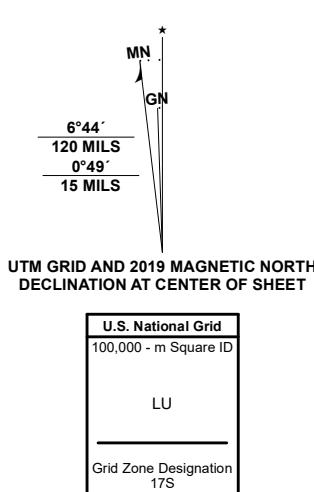 ★
MN
GN
6°44´
120 MILS
0°49´
15 MILS
UTM GRID AND 2019 MAGNETIC NORTH
DECLINATION AT CENTER OF SHEET
U.S. National Grid
100,000 - m Square ID
LU
Grid Zone Designation
17S